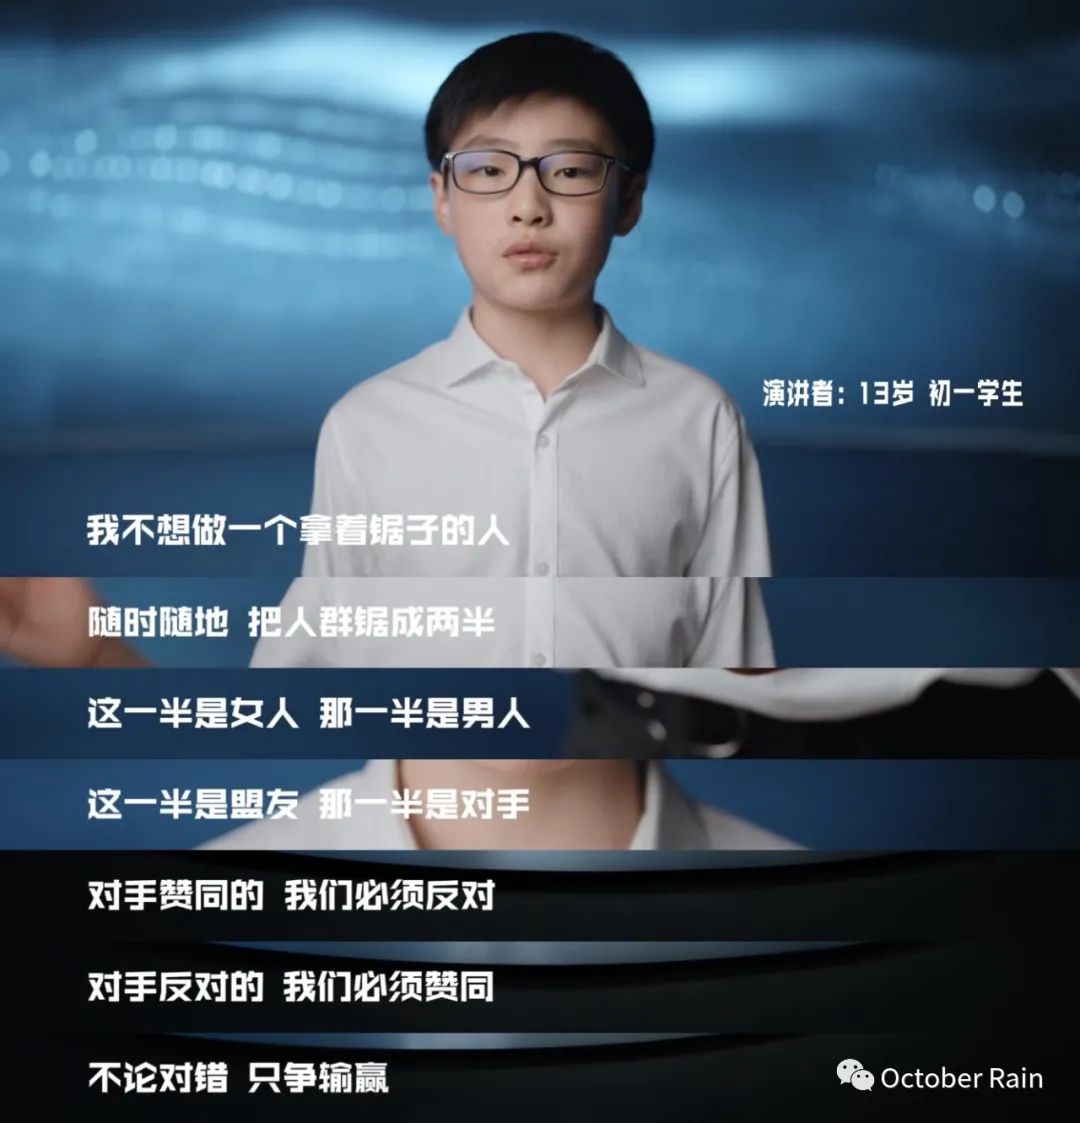 演讲者：13岁 初一学生
我不想做一个拿着锯子的人
随时随地 把人群锯成两半
这一半是女人 那一半是男人
这一半是盟友 那一半是对手
对手赞同的 我们必须反对
对手反对的 我们必须赞同
不论对错 只争输赢
October Rain